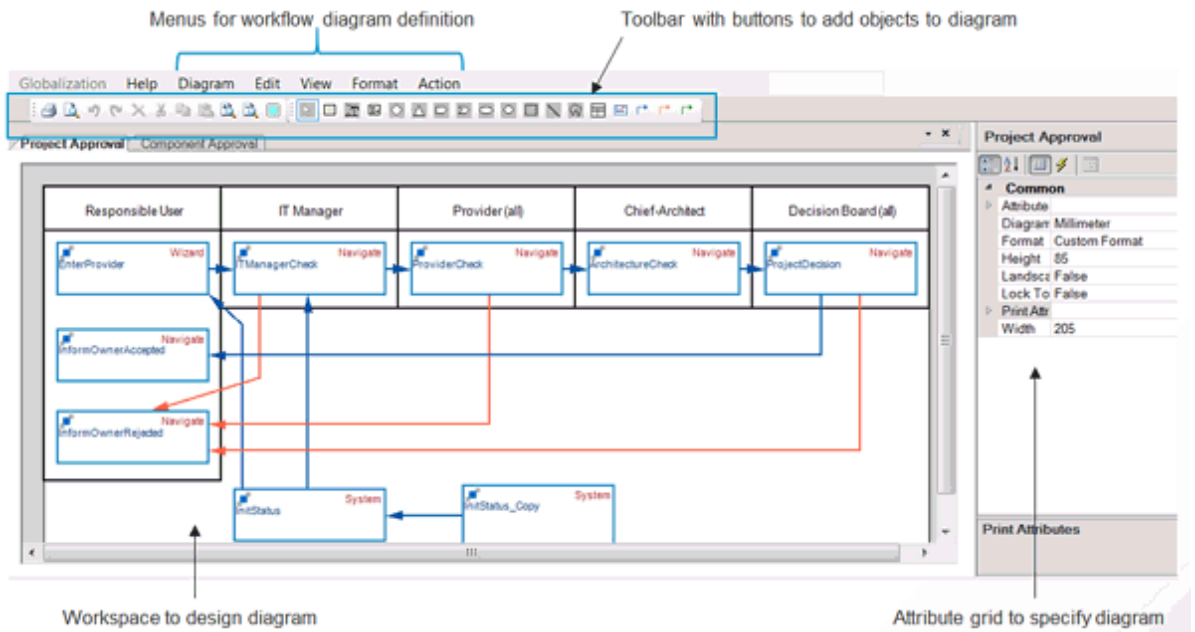 Menus for workflow diagram definition
Toolbar with buttons to add objects to diagram
Globalization Help Diagram Edit View Format Action
Project Approval Component Approval
Project Approval
Common
Attribute
Diagram Millimeter
Format Custom Format
Height 85
Landsca False
Lock To False
Print Attr
Width 205
Responsible User IT Manager Provider (all) Chief-Architect Decision Board (all)
Wizard Navigate Navigate Navigate Navigate
EnterProvider ITManagerCheck ProviderCheck ArchitectureCheck ProjectDecision
Navigate
InformOwnerAccepted
Navigate
InformOwnerRejected
System System
InitStatus InitStatus_Copy
Print Attributes
Workspace to design diagram
Attribute grid to specify diagram